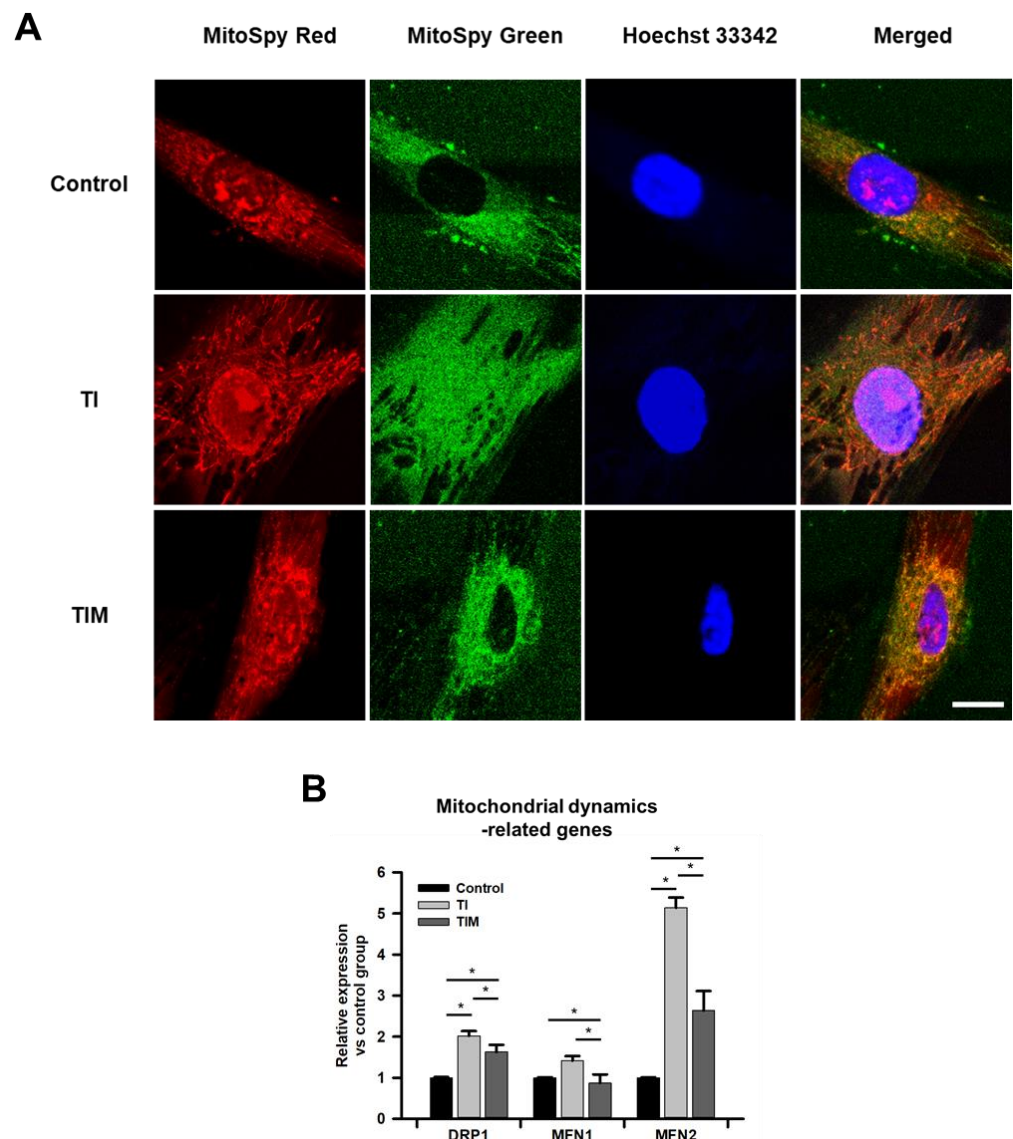 A
MitoSpy Red MitoSpy Green Hoechst 33342 Merged
Control
TI
TIM
B
Mitochondrial dynamics
-related genes
Relative expression
vs control group
6
5
4
3
2
1
0
Control
TI
TIM
* * *
* *
* * *
DRP1 MFN1 MFN2